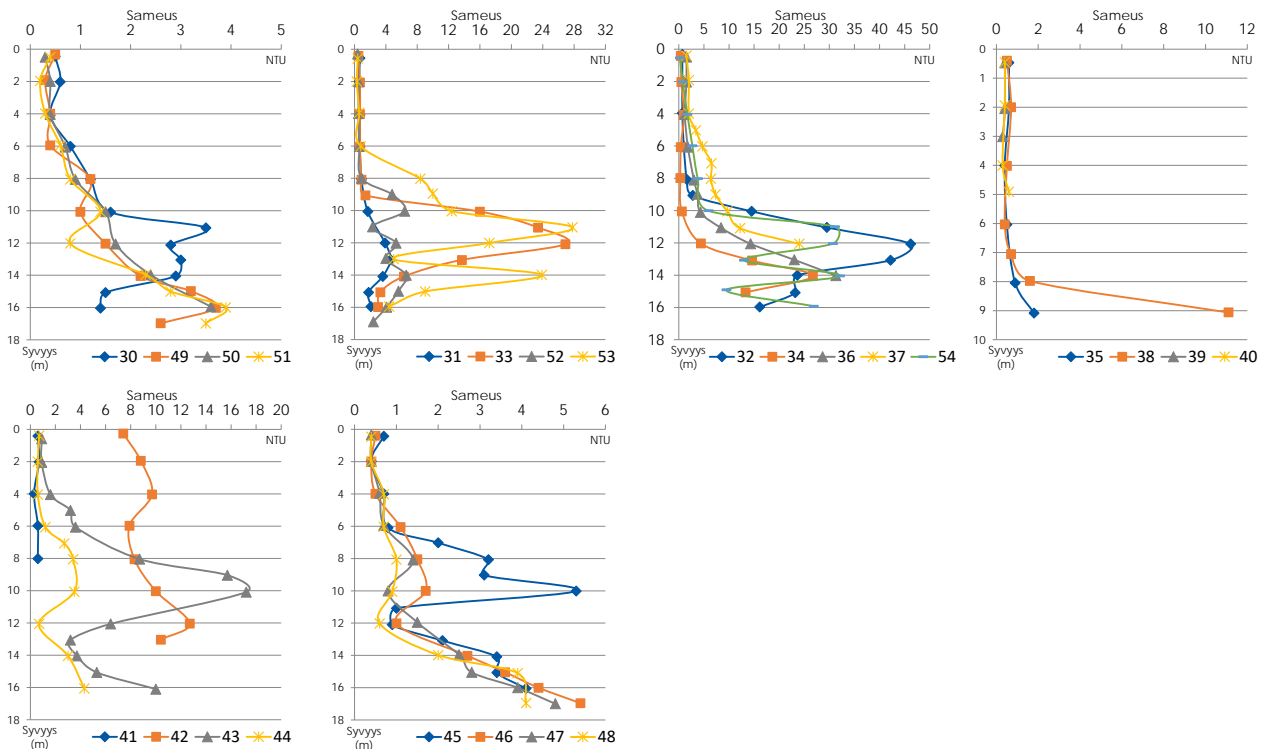 Sameus
0 1 2 3 4 5
NTU
0
2
4
6
8
10
12
14
16
18
Syvyys
(m)
30 49 50 51
Sameus
0 4 8 12 16 20 24 28 32
NTU
0
2
4
6
8
10
12
14
16
18
Syvyys
(m)
31 33 52 53
Sameus
0 5 10 15 20 25 30 35 40 45 50
NTU
0
2
4
6
8
10
12
14
16
18
Syvyys
(m)
32 34 36 37 54
Sameus
0 2 4 6 8 10 12
NTU
0
1
2
3
4
5
6
7
8
9
10
Syvyys
(m)
35 38 39 40
Sameus
0 2 4 6 8 10 12 14 16 18 20
NTU
0
2
4
6
8
10
12
14
16
18
Syvyys
(m)
41 42 43 44
Sameus
0 1 2 3 4 5 6
NTU
0
2
4
6
8
10
12
14
16
18
Syvyys
(m)
45 46 47 48